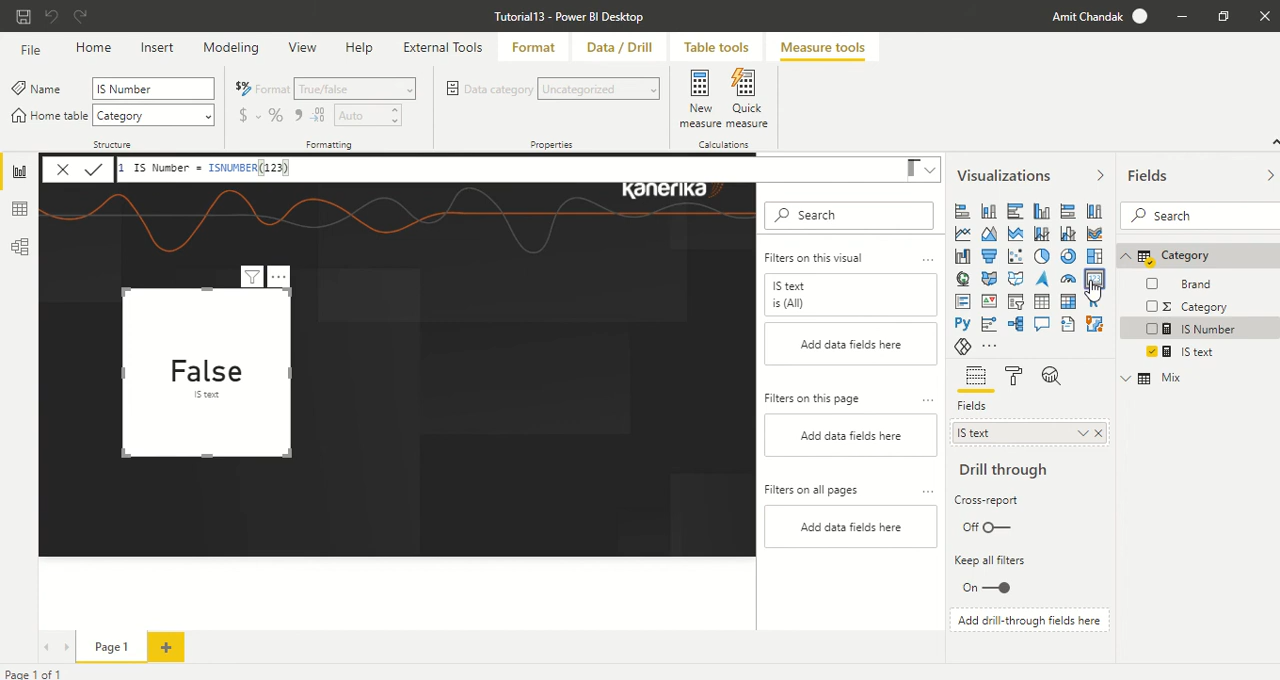 Tutorial13 - Power BI Desktop
Amit Chandak
File
Home
Insert
Modeling
View
Help
External Tools
Format
Data / Drill
Table tools
Measure tools
Name
IS Number
Home table
Category
Structure
Format
True/false
$
%
Auto
Formatting
Data category
Uncategorized
Properties
New measure
Quick measure
Calculations
1 IS Number = ISNUMBER(123)
kanerika
False
IS text
Search
Filters on this visual
...
IS text
is (All)
Add data fields here
Filters on this page
...
Add data fields here
Filters on all pages
...
Add data fields here
Visualizations
Py
...
Fields
IS text
Drill through
Cross-report
Off
Keep all filters
On
Add drill-through fields here
Fields
Search
Category
Brand
Σ Category
IS Number
IS text
Mix
Page 1
+
Page 1 of 1